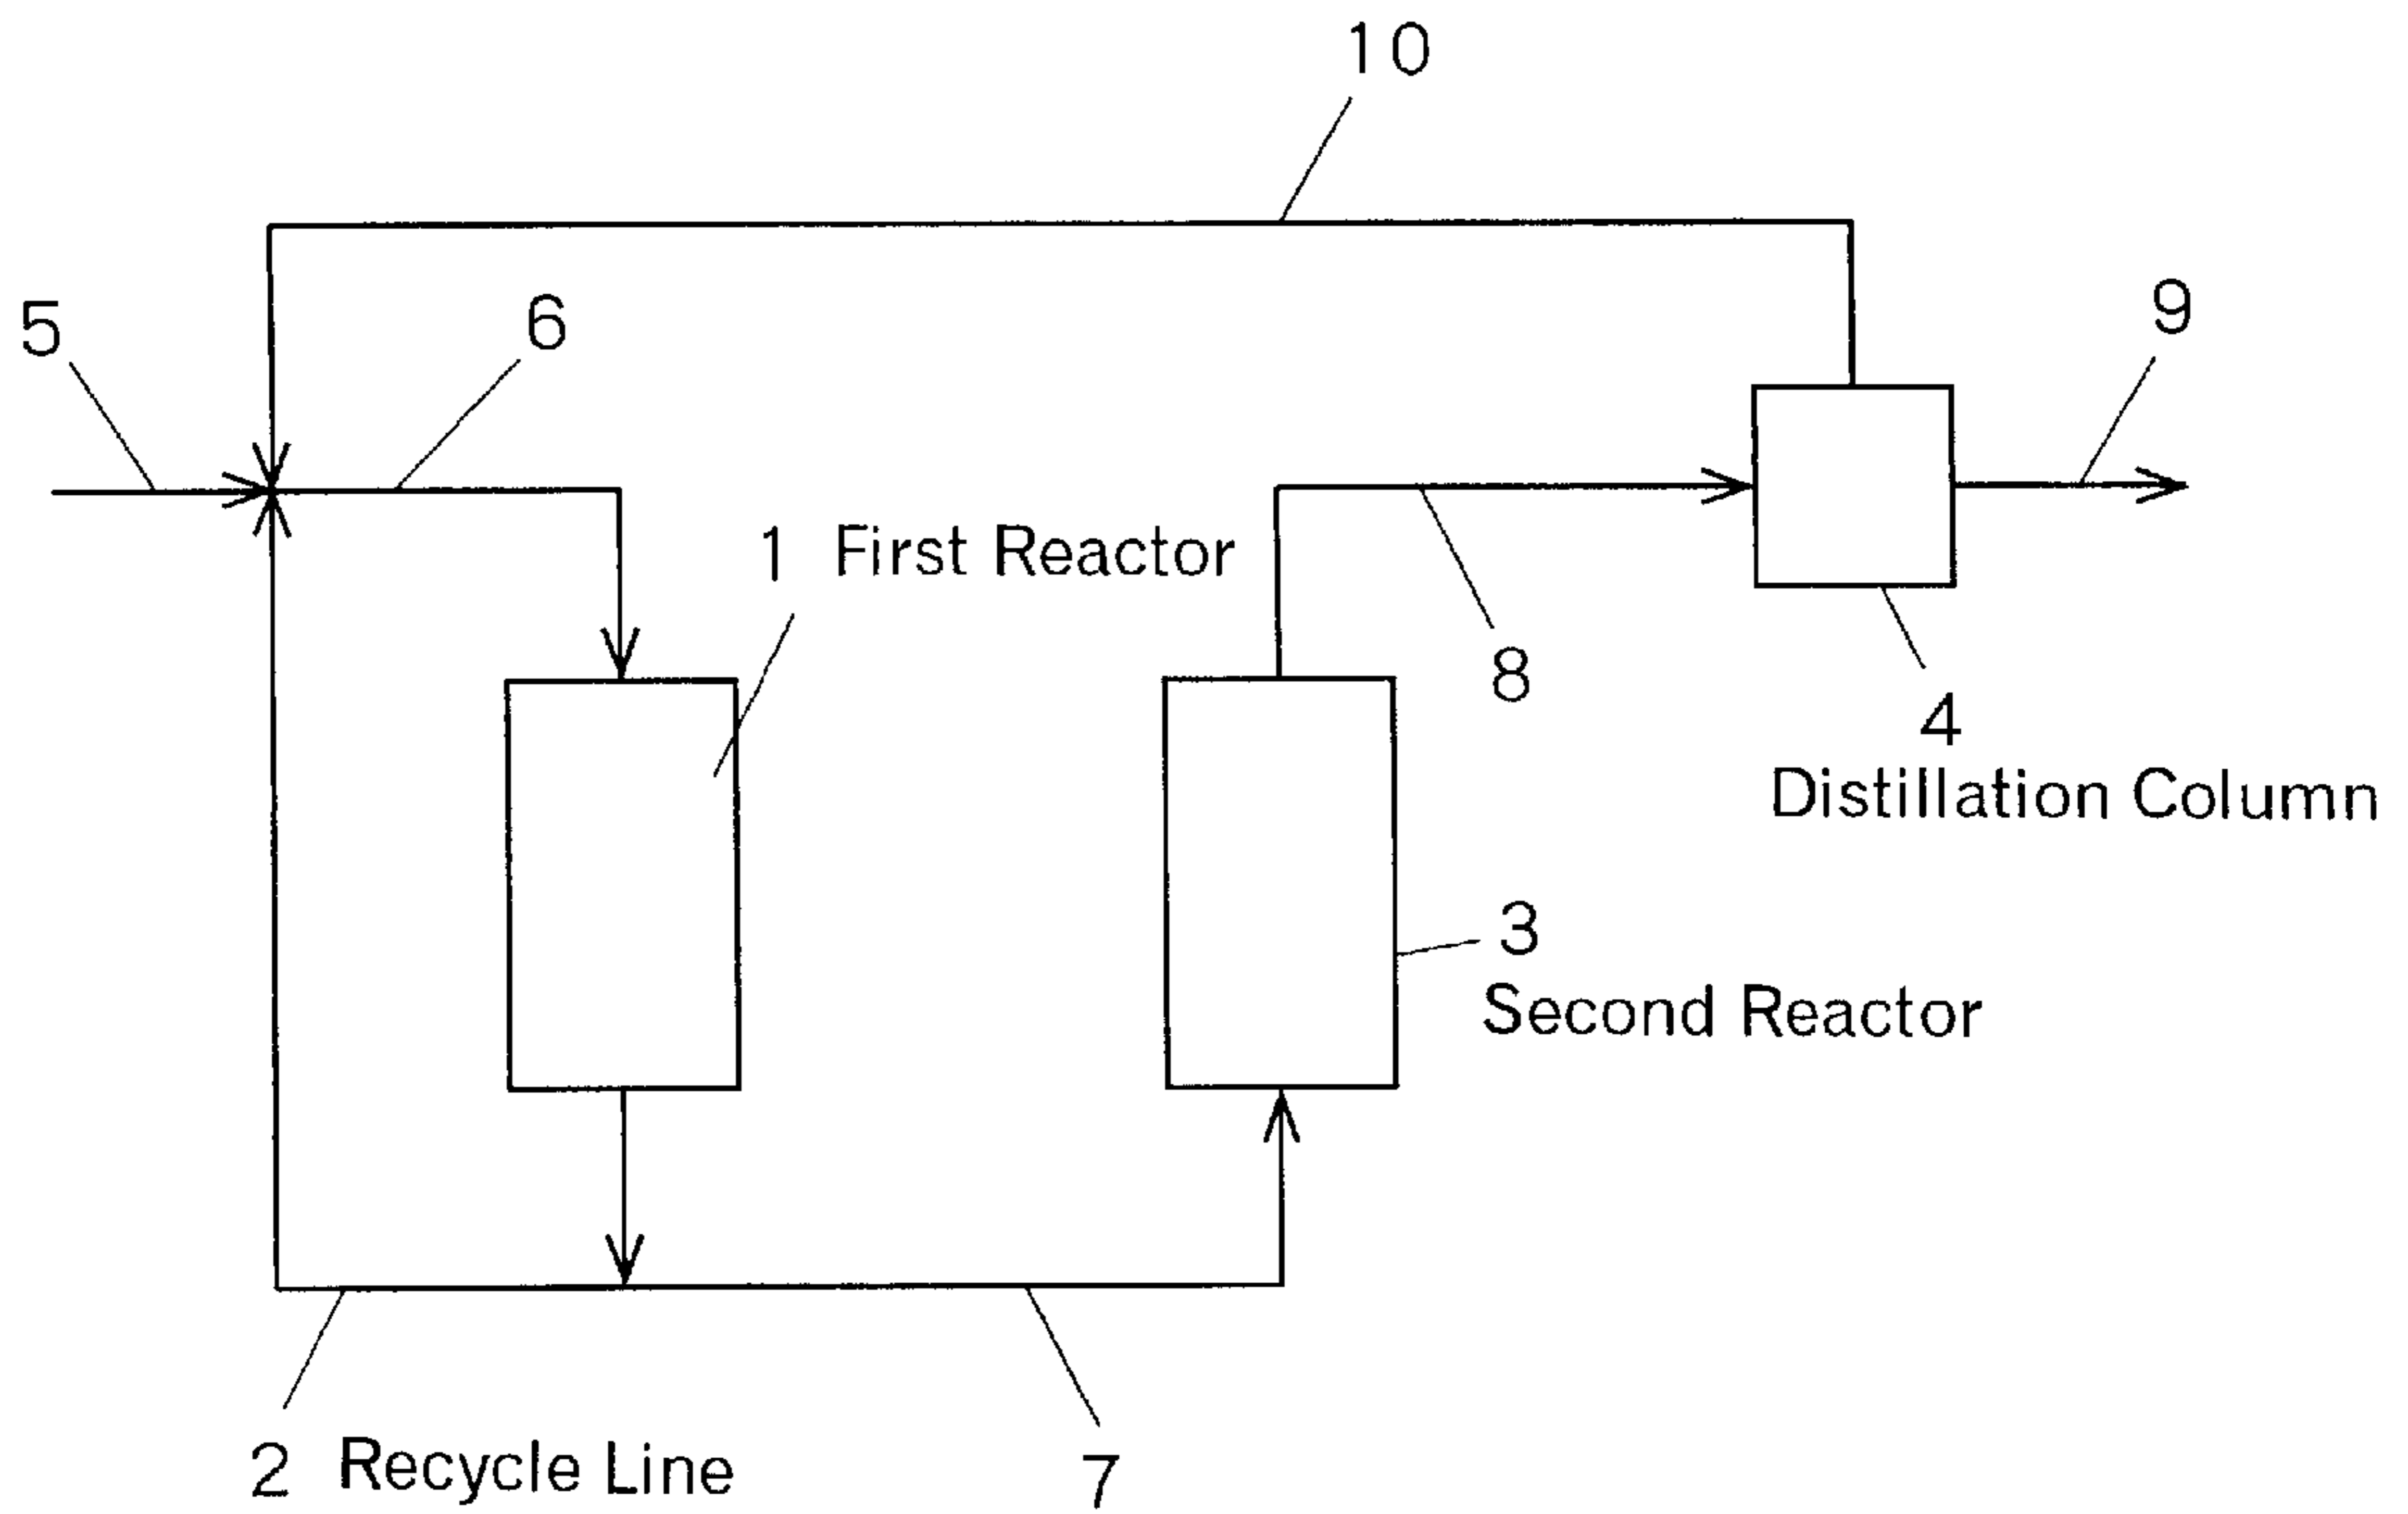 10
5
6
9
1 First Reactor
8
4
Distillation Column
3
Second Reactor
2 Recycle Line
7